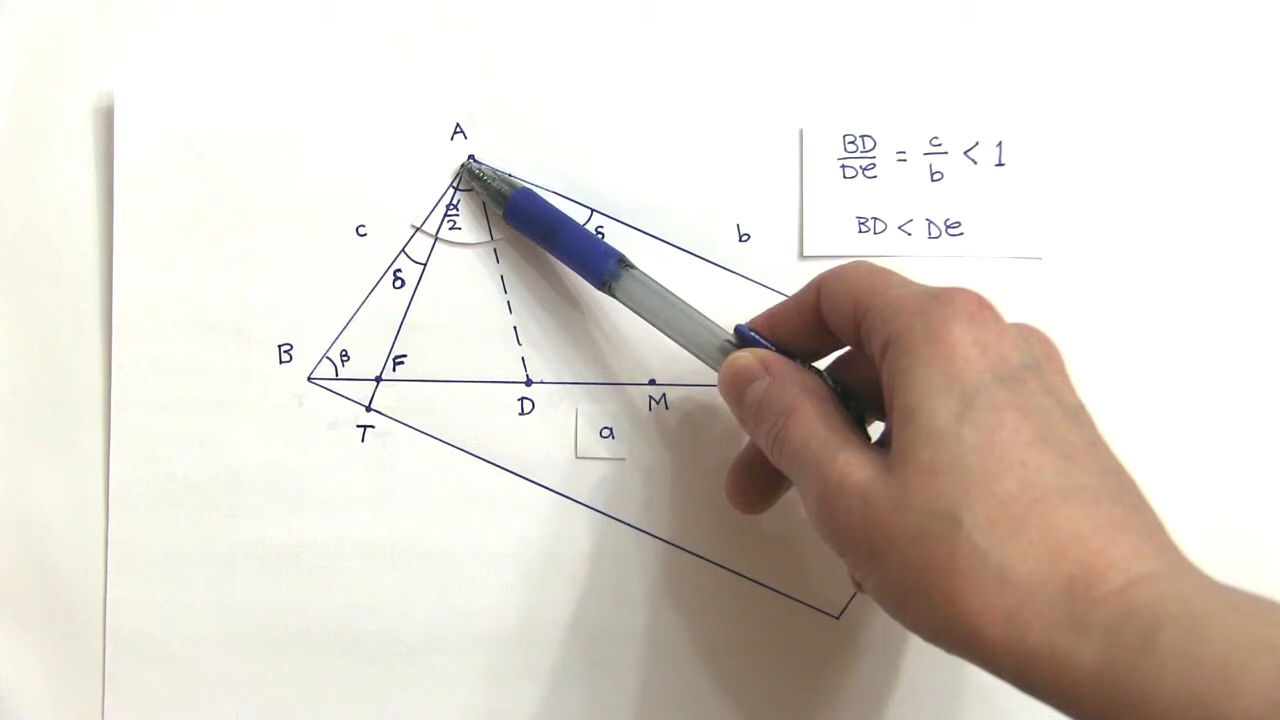 A
BD/DC = c/b < 1
BD < DC
α/2
c
δ
b
δ
B
β
F
D
M
T
a